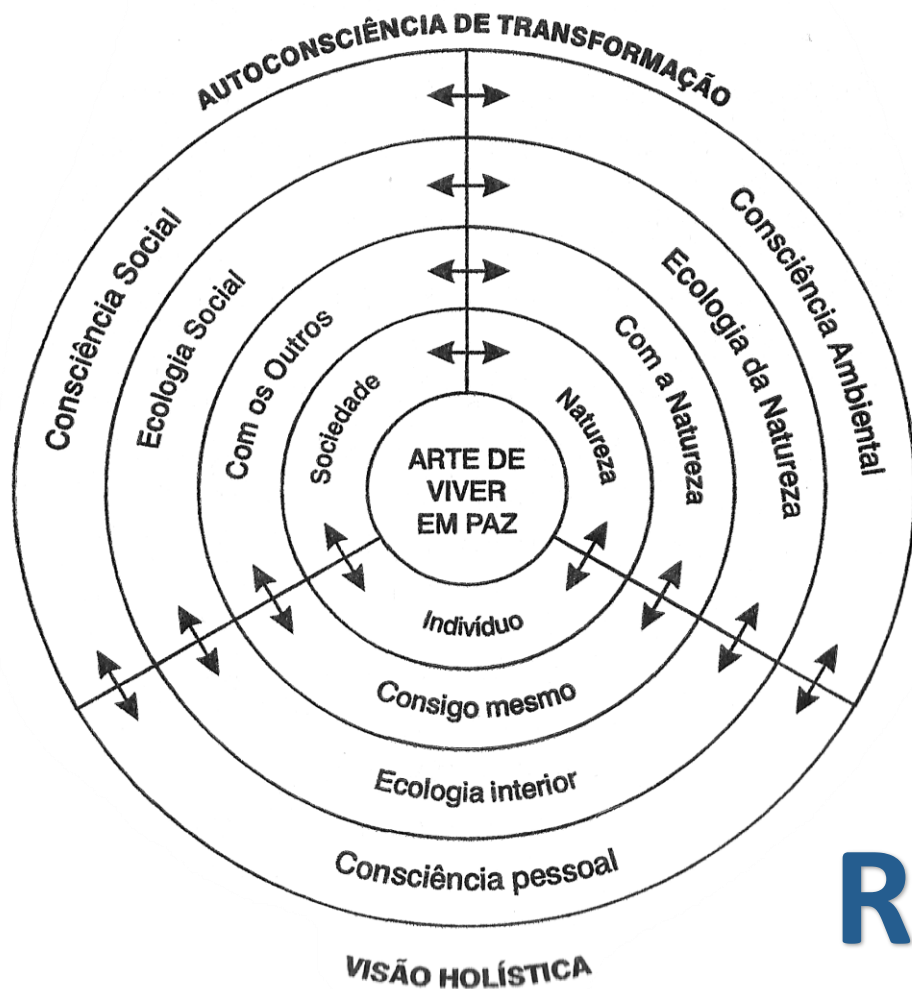 AUTOCONSCIÊNCIA DE TRANSFORMAÇÃO
Consciência Social
Ecologia Social
Com os Outros
Sociedade
ARTE DE
VIVER
EM PAZ
Natureza
Com a Natureza
Ecologia da Natureza
Consciência Ambiental
Indivíduo
Consigo mesmo
Ecologia interior
Consciência pessoal
VISÃO HOLÍSTICA
R